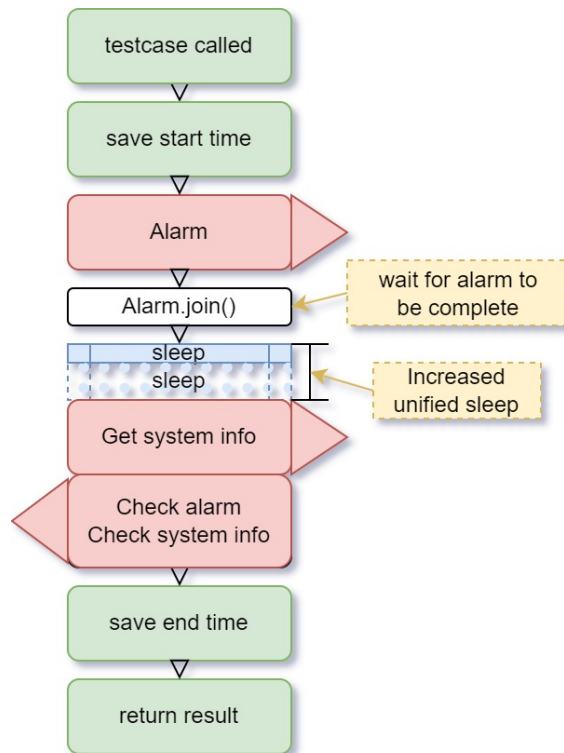 testcase called
save start time
Alarm
Alarm.join()
wait for alarm to
be complete
sleep
sleep
Increased
unified sleep
Get system info
Check alarm
Check system info
save end time
return result